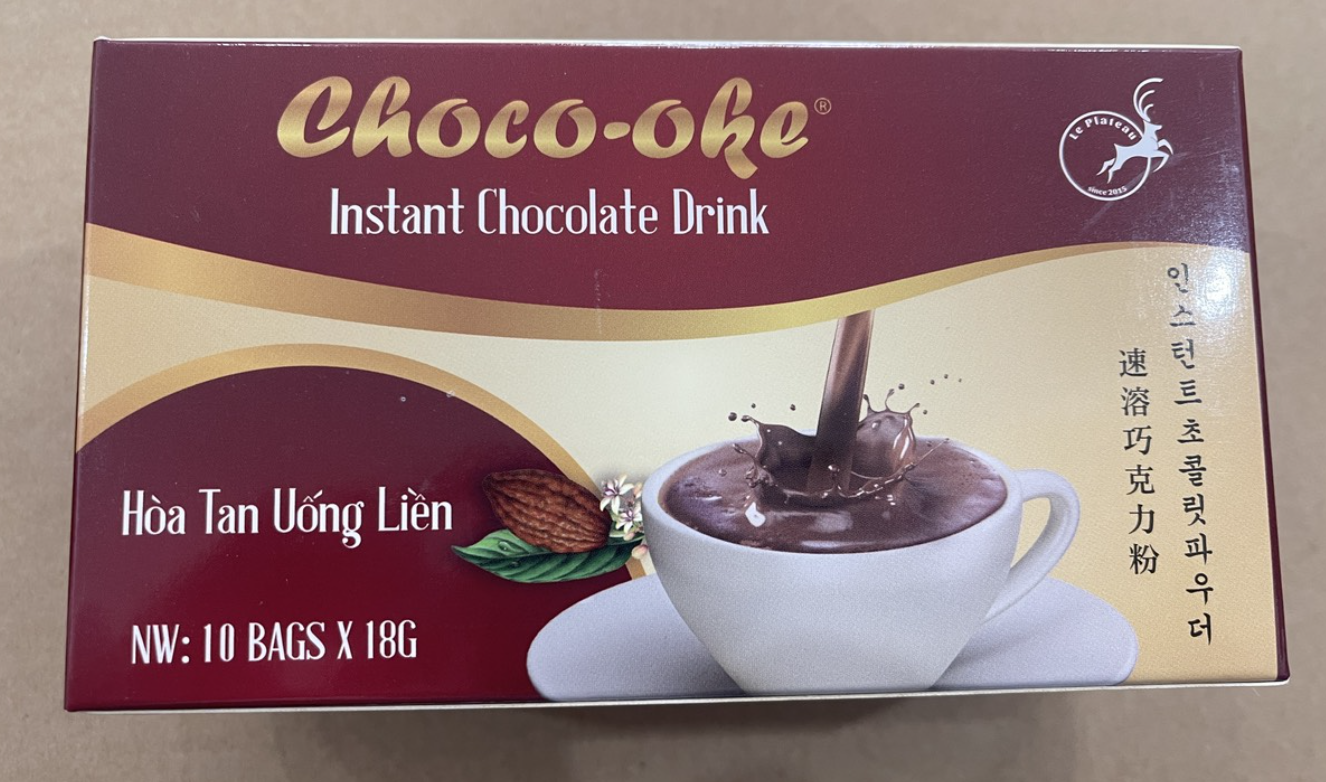 Choco-oke®
Instant Chocolate Drink
Le Plateau
since 2015
인스턴트 초콜릿파우더
速溶巧克力粉
Hòa Tan Uống Liền
NW: 10 BAGS X 18G